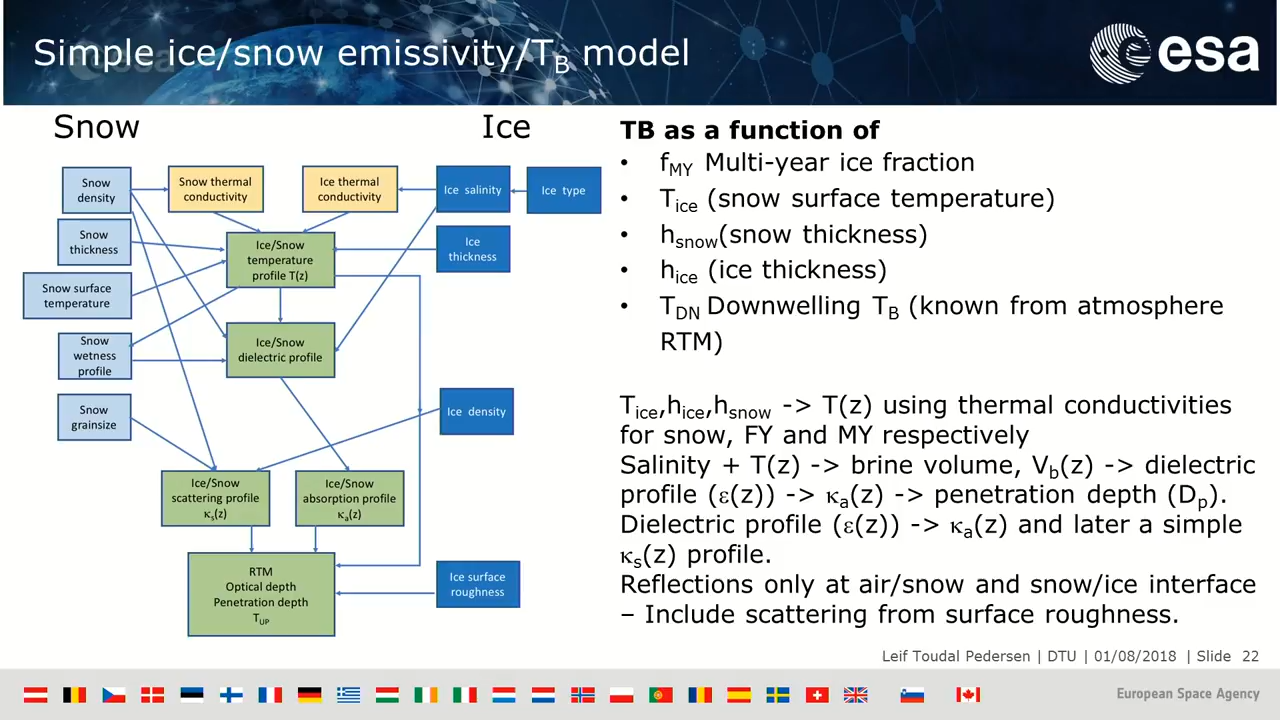 Simple ice/snow emissivity/T_B model
esa
Snow
Ice
Snow
density
Snow thermal
conductivity
Ice thermal
conductivity
Ice salinity
Ice type
Snow
thickness
Ice/Snow
temperature
profile T(z)
Ice
thickness
Snow surface
temperature
Snow
wetness
profile
Ice/Snow
dielectric profile
Snow
grainsize
Ice density
Ice/Snow
scattering profile
κ_s(z)
Ice/Snow
absorption profile
κ_a(z)
RTM
Optical depth
Penetration depth
T_UP
Ice surface
roughness
TB as a function of
• f_MY Multi-year ice fraction
• T_ice (snow surface temperature)
• h_snow(snow thickness)
• h_ice (ice thickness)
• T_DN Downwelling T_B (known from atmosphere
RTM)
T_ice,h_ice,h_snow -> T(z) using thermal conductivities
for snow, FY and MY respectively
Salinity + T(z) -> brine volume, V_b(z) -> dielectric
profile (ε(z)) -> κ_a(z) -> penetration depth (D_p).
Dielectric profile (ε(z)) -> κ_a(z) and later a simple
κ_s(z) profile.
Reflections only at air/snow and snow/ice interface
– Include scattering from surface roughness.
Leif Toudal Pedersen | DTU | 01/08/2018 | Slide 22
European Space Agency